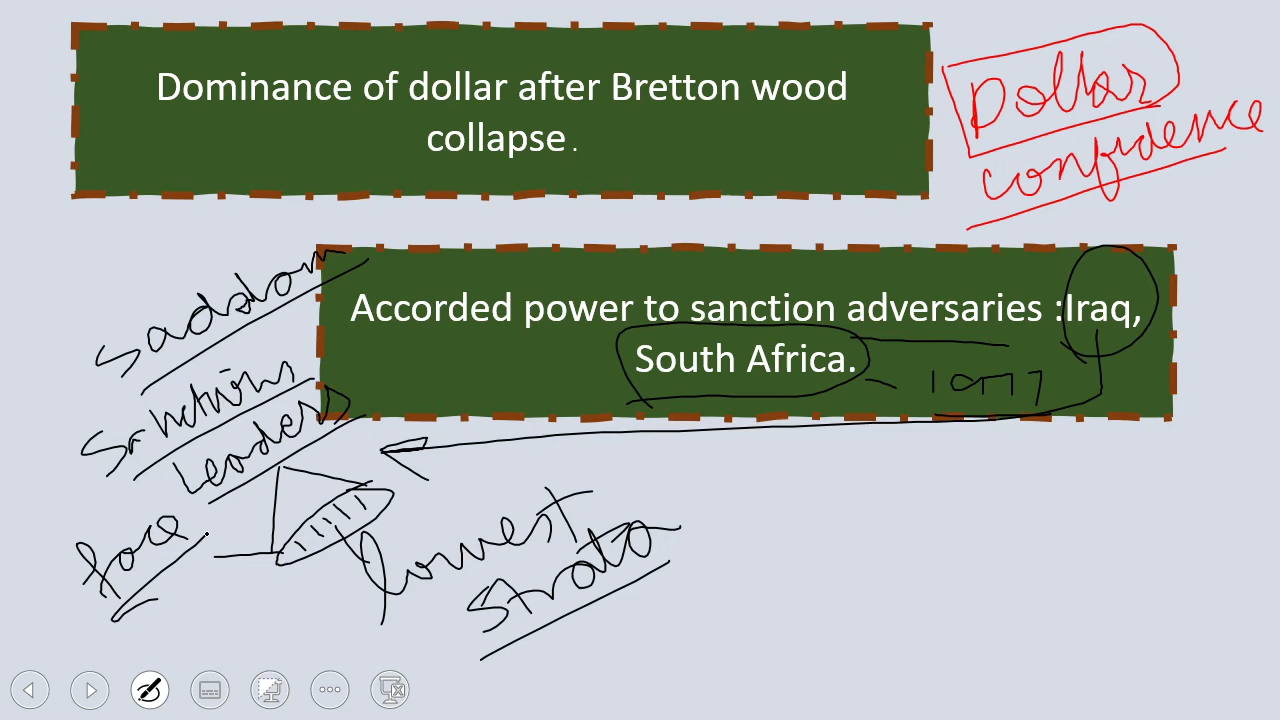 Dominance of dollar after Bretton wood
collapse .
Dollar
confidence
Accorded power to sanction adversaries :Iraq,
South Africa.
1977
Saddam
Sanctions
Leaders
face
lowest
strata